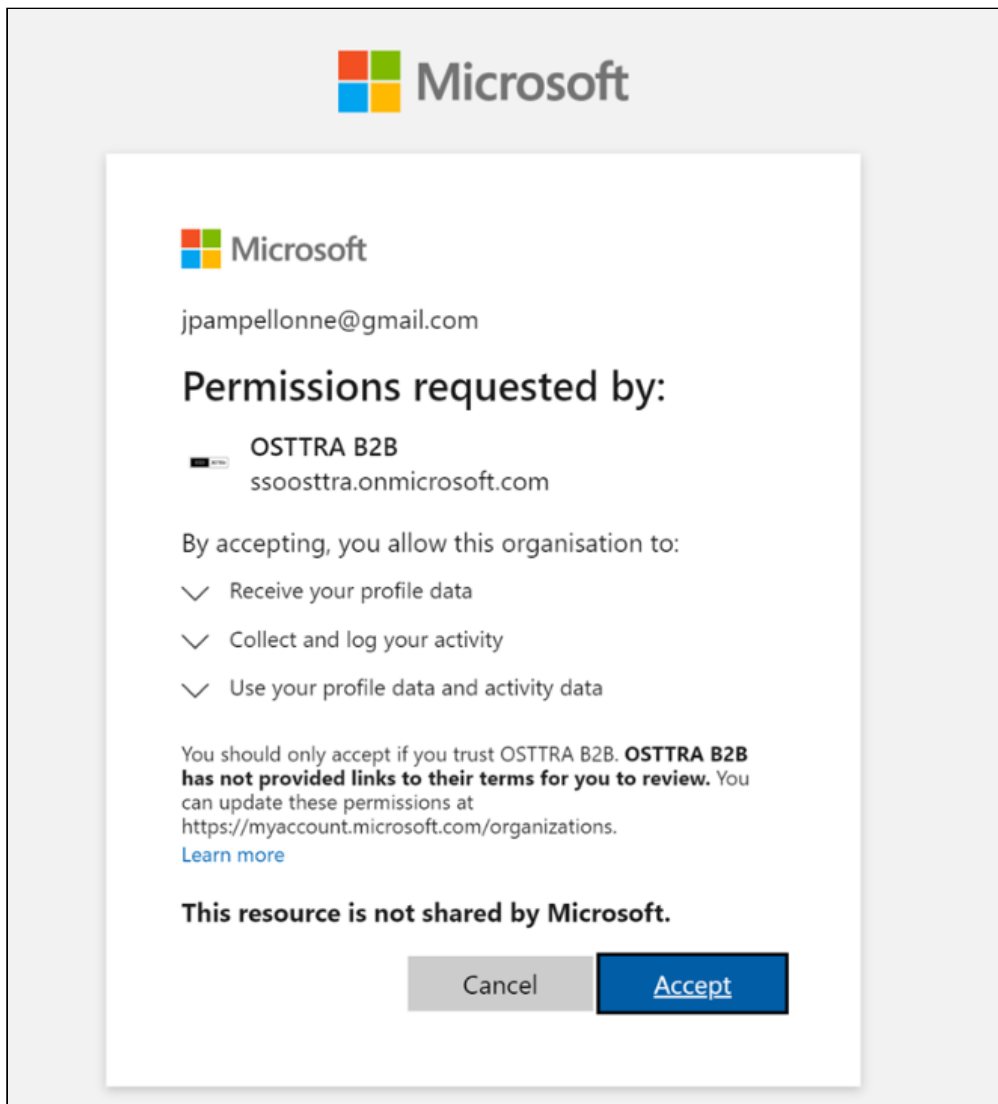 Microsoft
Microsoft
jpampellonne@gmail.com
Permissions requested by:
OSTTRA B2B
ssoosttra.onmicrosoft.com
By accepting, you allow this organisation to:
Receive your profile data
Collect and log your activity
Use your profile data and activity data
You should only accept if you trust OSTTRA B2B. OSTTRA B2B
has not provided links to their terms for you to review. You
can update these permissions at
https://myaccount.microsoft.com/organizations.
Learn more
This resource is not shared by Microsoft.
Cancel
Accept